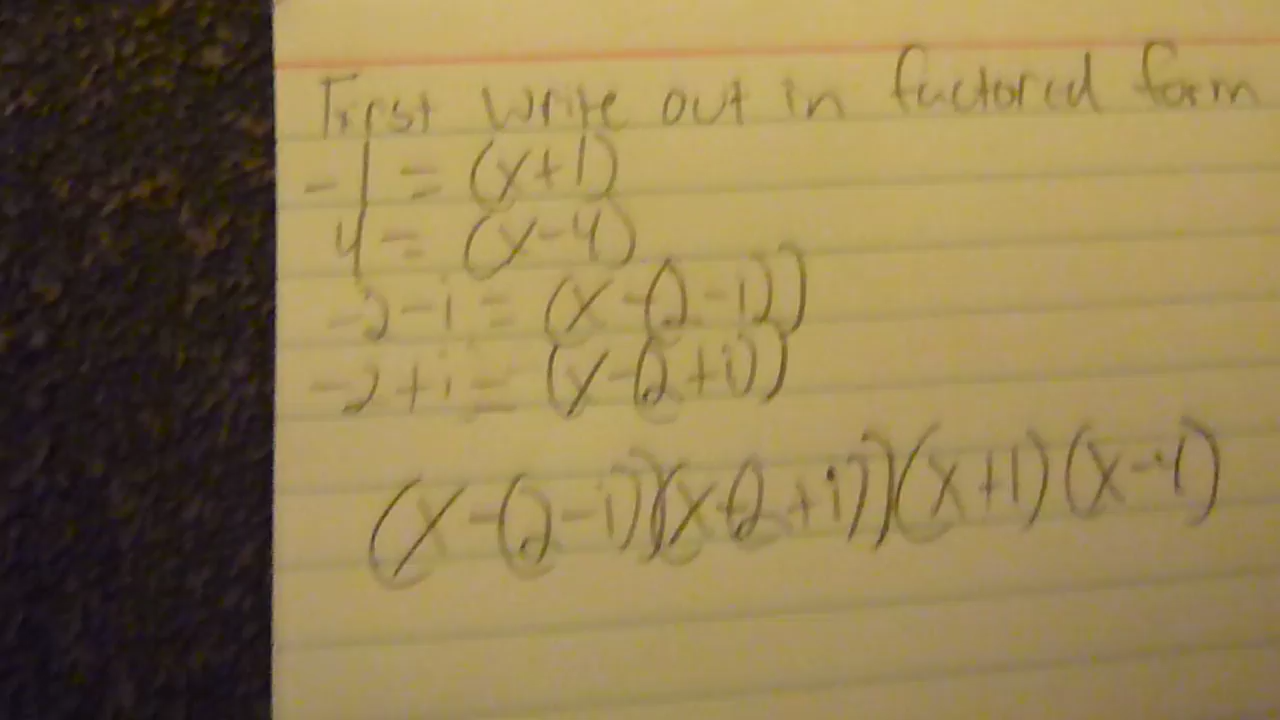 First write out in factored form
-1 = (x+1)
4 = (x-4)
-2-i = (x-(2-i))
-2+i = (x-(2+i))
(x-(2-i))(x-(2+i))(x+1)(x-4)